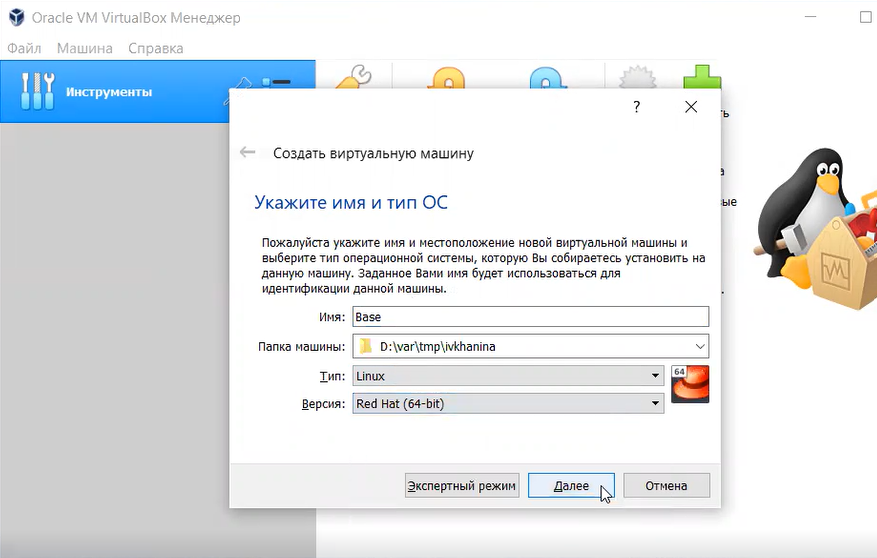 Oracle VM VirtualBox Менеджер
Файл Машина Справка
Инструменты
?
Создать виртуальную машину
Укажите имя и тип ОС
Пожалуйста укажите имя и местоположение новой виртуальной машины и
выберите тип операционной системы, которую Вы собираетесь установить на
данную машину. Заданное Вами имя будет использоваться для
идентификации данной машины.
Имя: Base
Папка машины: D:\var\tmp\ivkhanina
Тип: Linux
64
Версия: Red Hat (64-bit)
Экспертный режим Далее Отмена